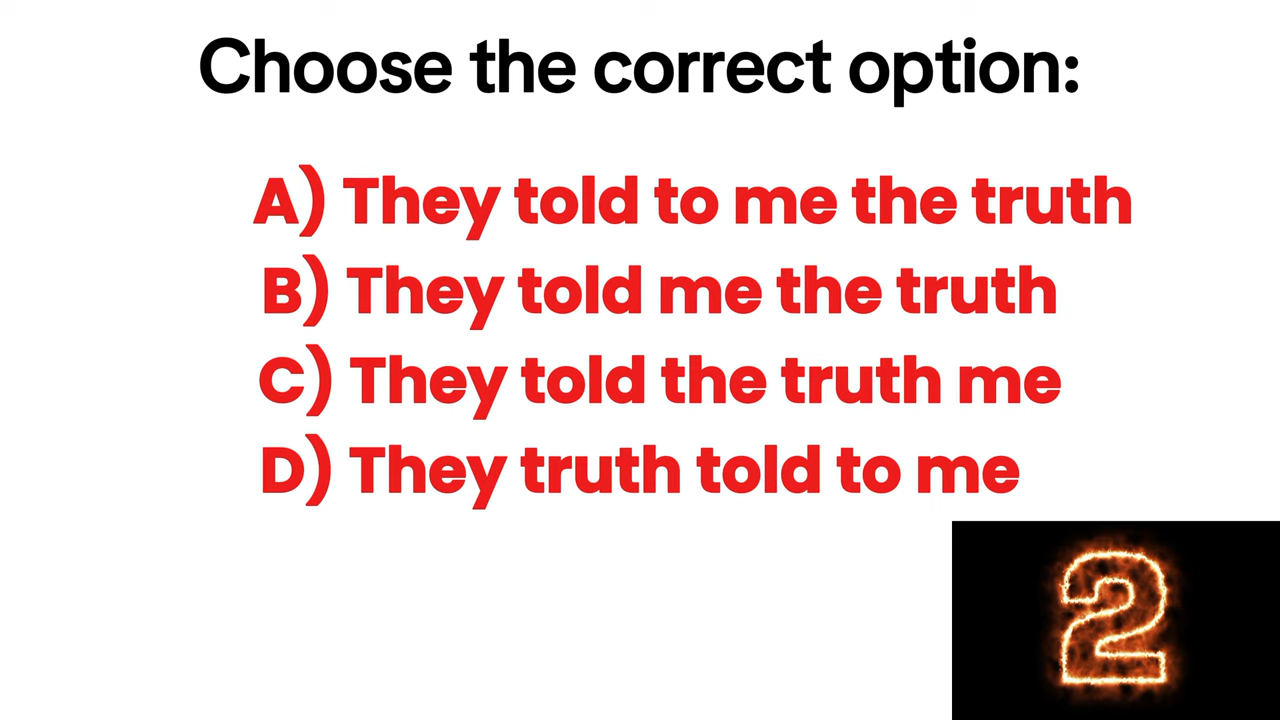 Choose the correct option:
A) They told to me the truth
B) They told me the truth
C) They told the truth me
D) They truth told to me
2